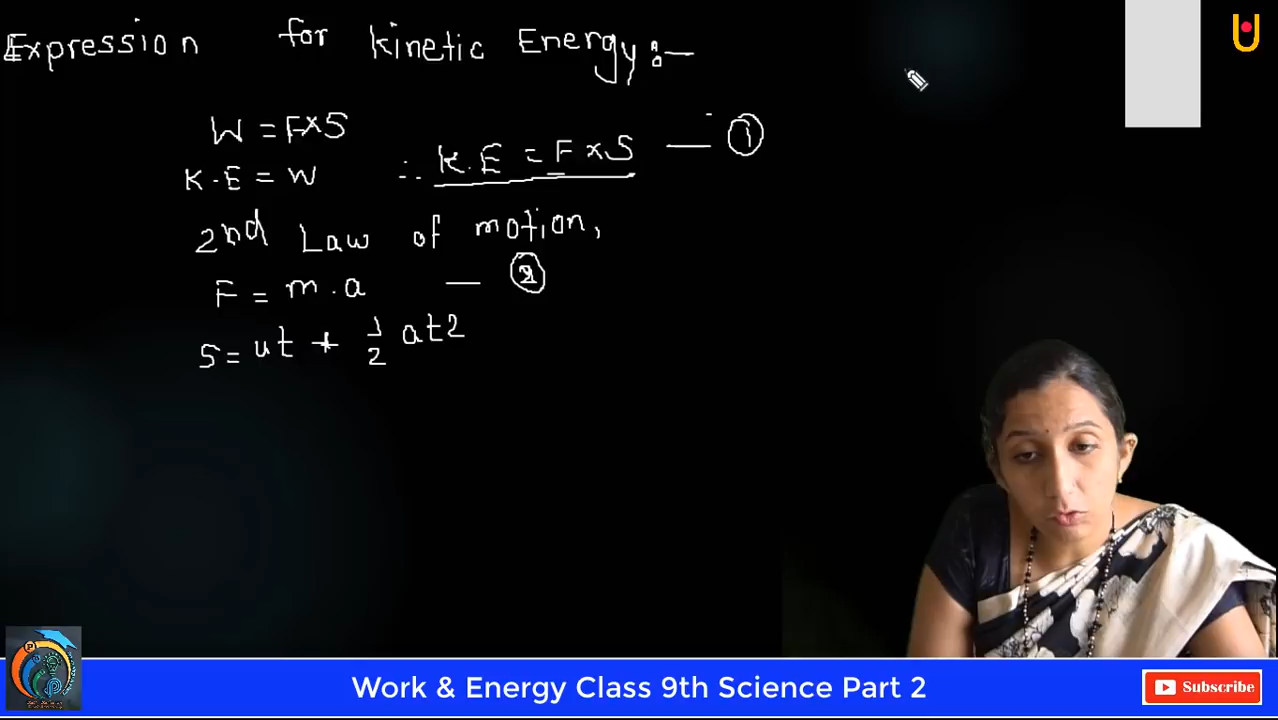 Expression for Kinetic Energy:-
W = F×S
K.E = W ∴ K.E = F×S — ①
2nd Law of motion,
F = m.a — ②
S = ut + 1/2 at2
Work & Energy Class 9th Science Part 2
Subscribe